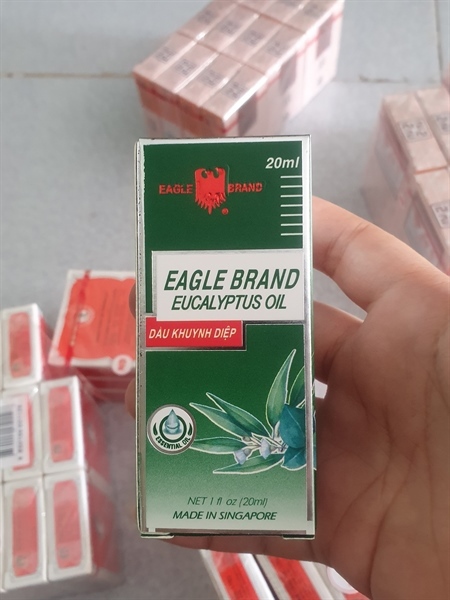 20ml
EAGLE BRAND
®
EAGLE BRAND
EUCALYPTUS OIL
DẦU KHUYNH DIỆP
ESSENTIAL OIL
NET 1 fl oz (20ml)
MADE IN SINGAPORE